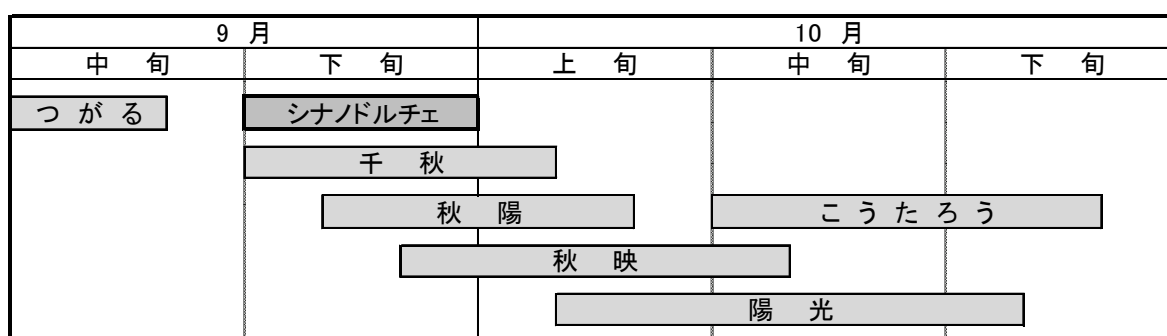 9 月 10 月
中 旬 下 旬 上 旬 中 旬 下 旬
つ が る シナノドルチェ
千 秋
秋 陽 こ う た ろ う
秋 映
陽 光